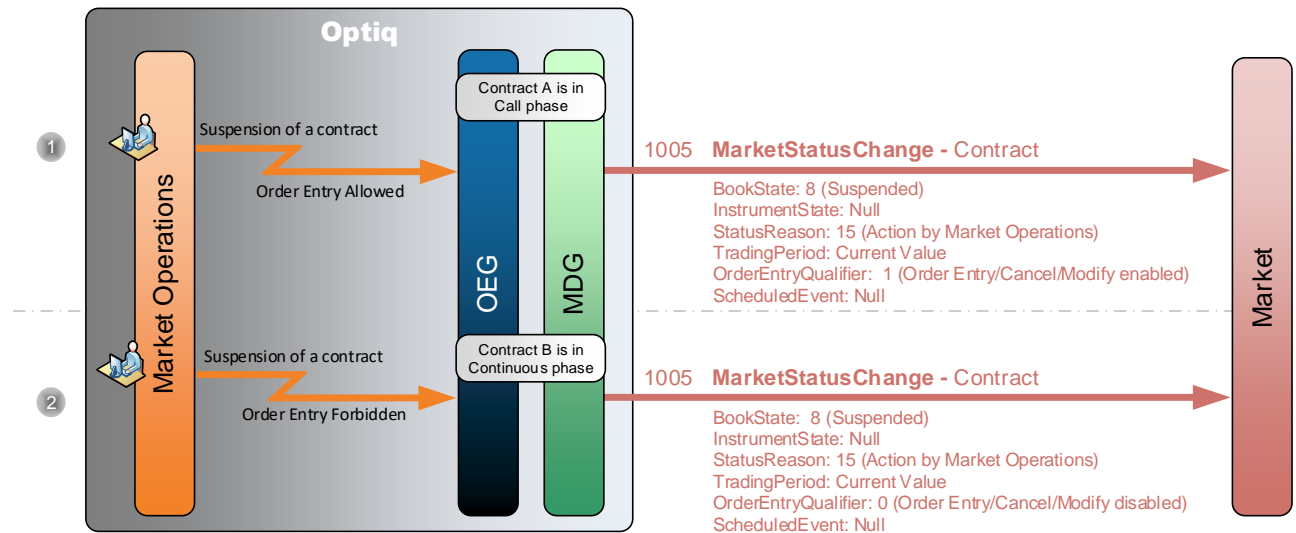 Optiq
Contract A is in
Call phase
1
Suspension of a contract
Order Entry Allowed
1005 MarketStatusChange - Contract
BookState: 8 (Suspended)
InstrumentState: Null
StatusReason: 15 (Action by Market Operations)
TradingPeriod: Current Value
OrderEntryQualifier: 1 (Order Entry/Cancel/Modify enabled)
ScheduledEvent: Null
Market Operations
OEG
MDG
Market
Contract B is in
Continuous phase
2
Suspension of a contract
Order Entry Forbidden
1005 MarketStatusChange - Contract
BookState: 8 (Suspended)
InstrumentState: Null
StatusReason: 15 (Action by Market Operations)
TradingPeriod: Current Value
OrderEntryQualifier: 0 (Order Entry/Cancel/Modify disabled)
ScheduledEvent: Null